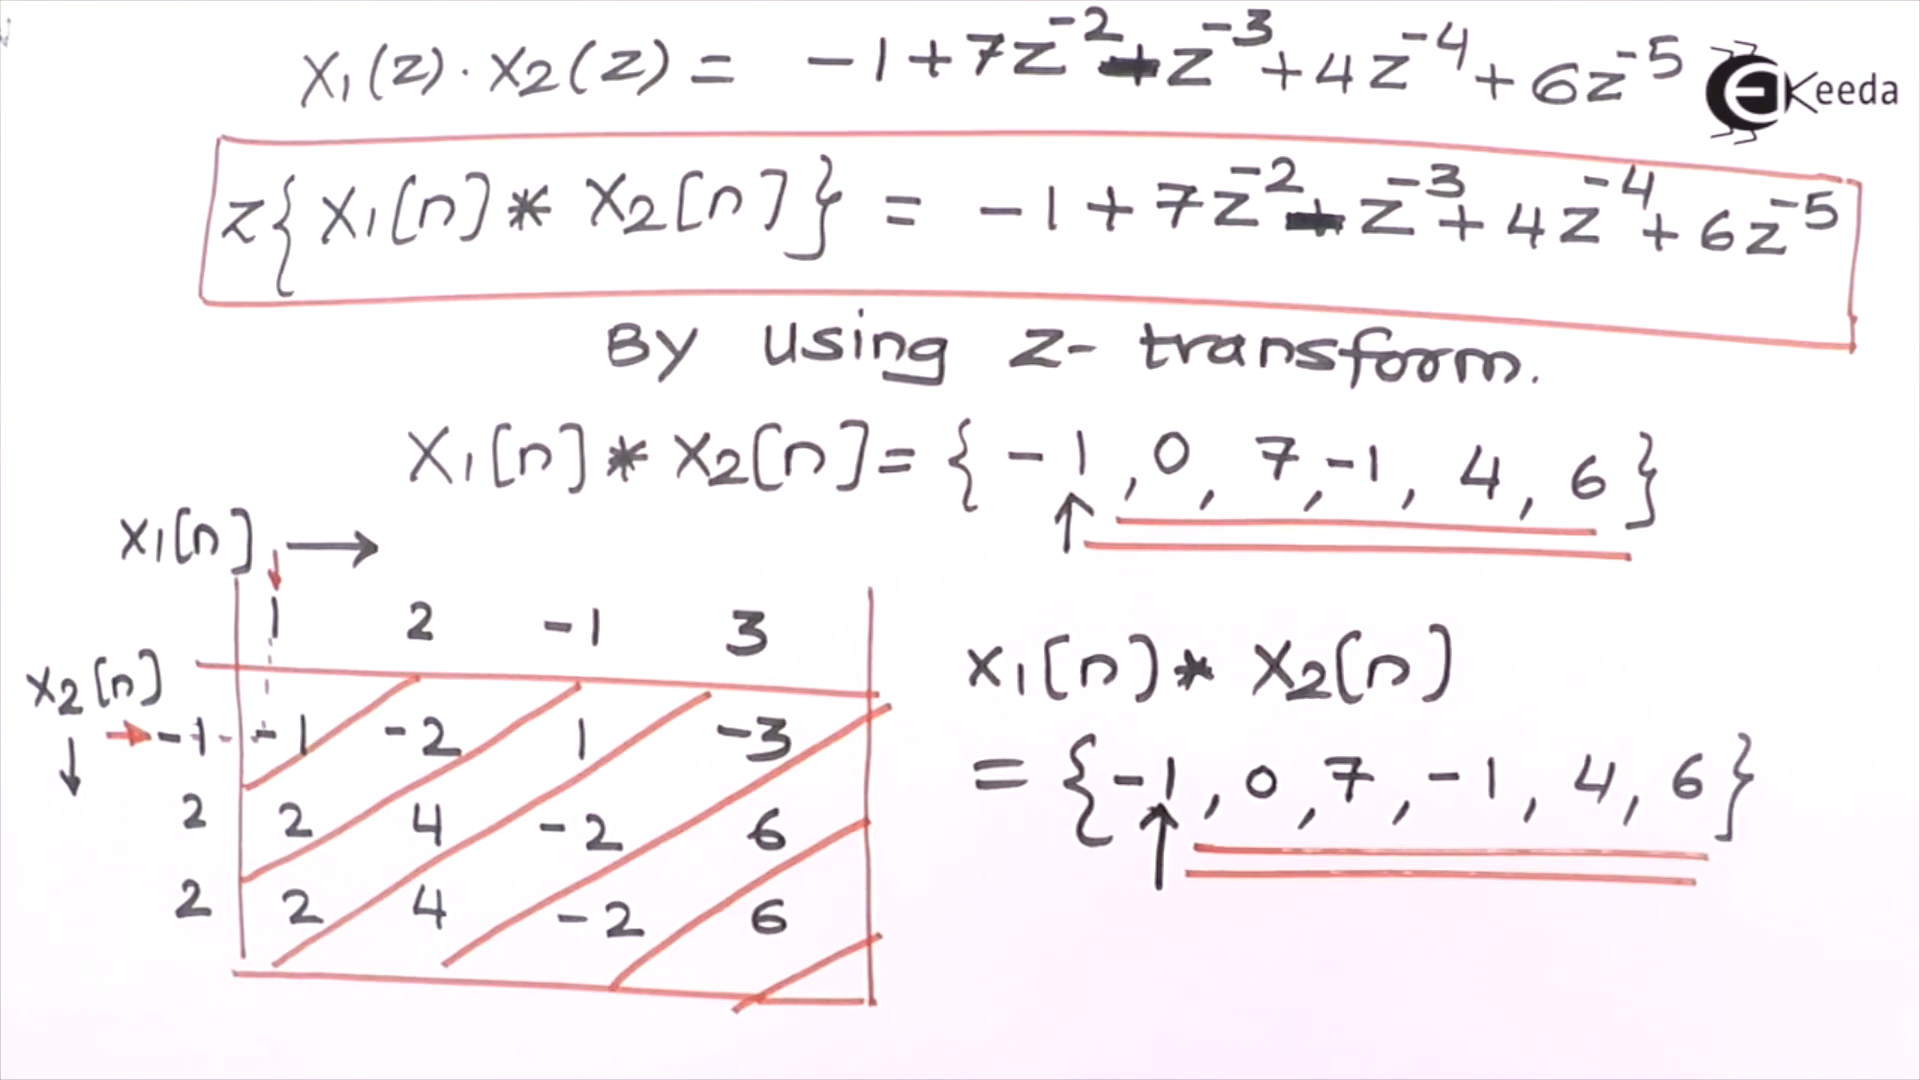 X₁(z)·X₂(z) = -1+7z⁻²-z⁻³+4z⁻⁴+6z⁻⁵
Keeda
z{X₁[n]*X₂[n]} = -1+7z⁻²-z⁻³+4z⁻⁴+6z⁻⁵
By using z-transform.
X₁[n]*X₂[n]={-1,0,7,-1,4,6}
↑
X₁[n] →
1 2 -1 3
X₂[n] ↓
-1 -1 -2 1 -3
2 2 4 -2 6
2 2 4 -2 6
X₁[n]*X₂[n]
={-1,0,7,-1,4,6}
↑